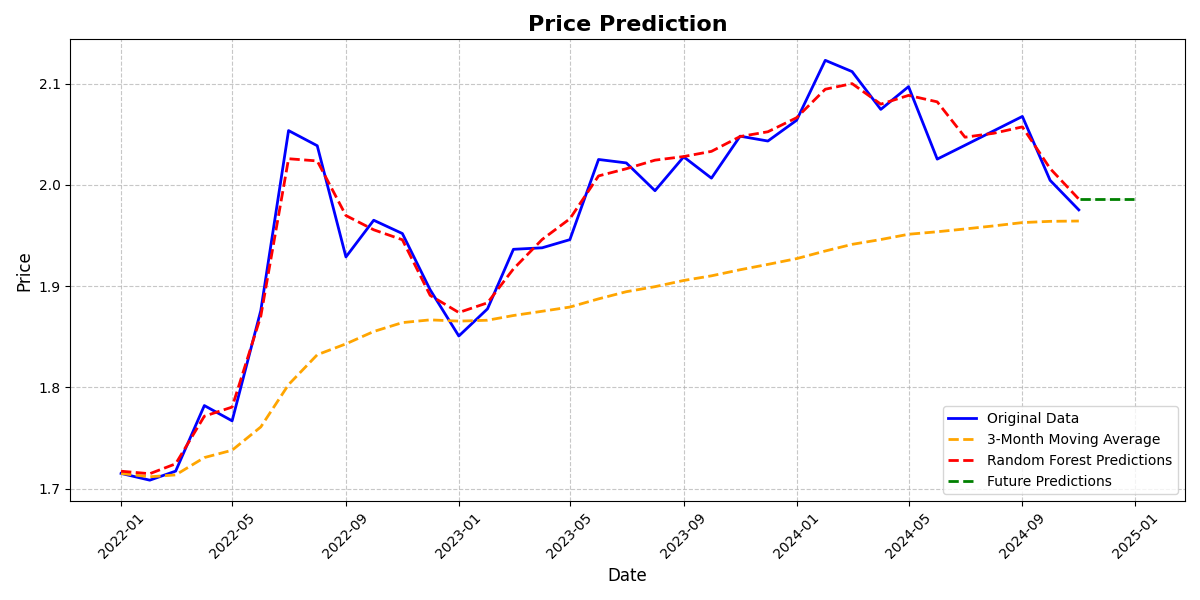 Price Prediction
Price
2.1
2.0
1.9
1.8
1.7
Original Data
3-Month Moving Average
Random Forest Predictions
Future Predictions
2022-01
2022-05
2022-09
2023-01
2023-05
2023-09
2024-01
2024-05
2024-09
2025-01
Date